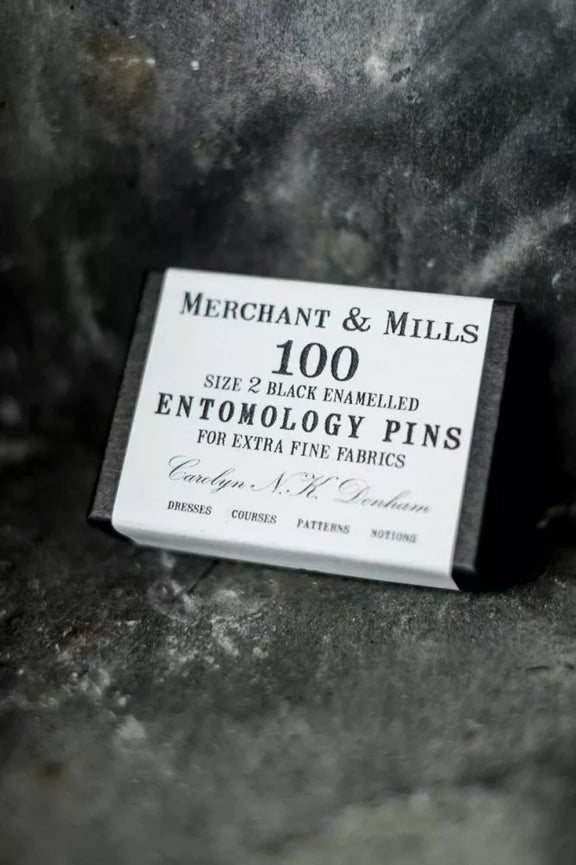 MERCHANT & MILLS
100
SIZE 2 BLACK ENAMELLED
ENTOMOLOGY PINS
FOR EXTRA FINE FABRICS
Carolyn N.K. Denham
DRESSES COURSES PATTERNS NOTIONS